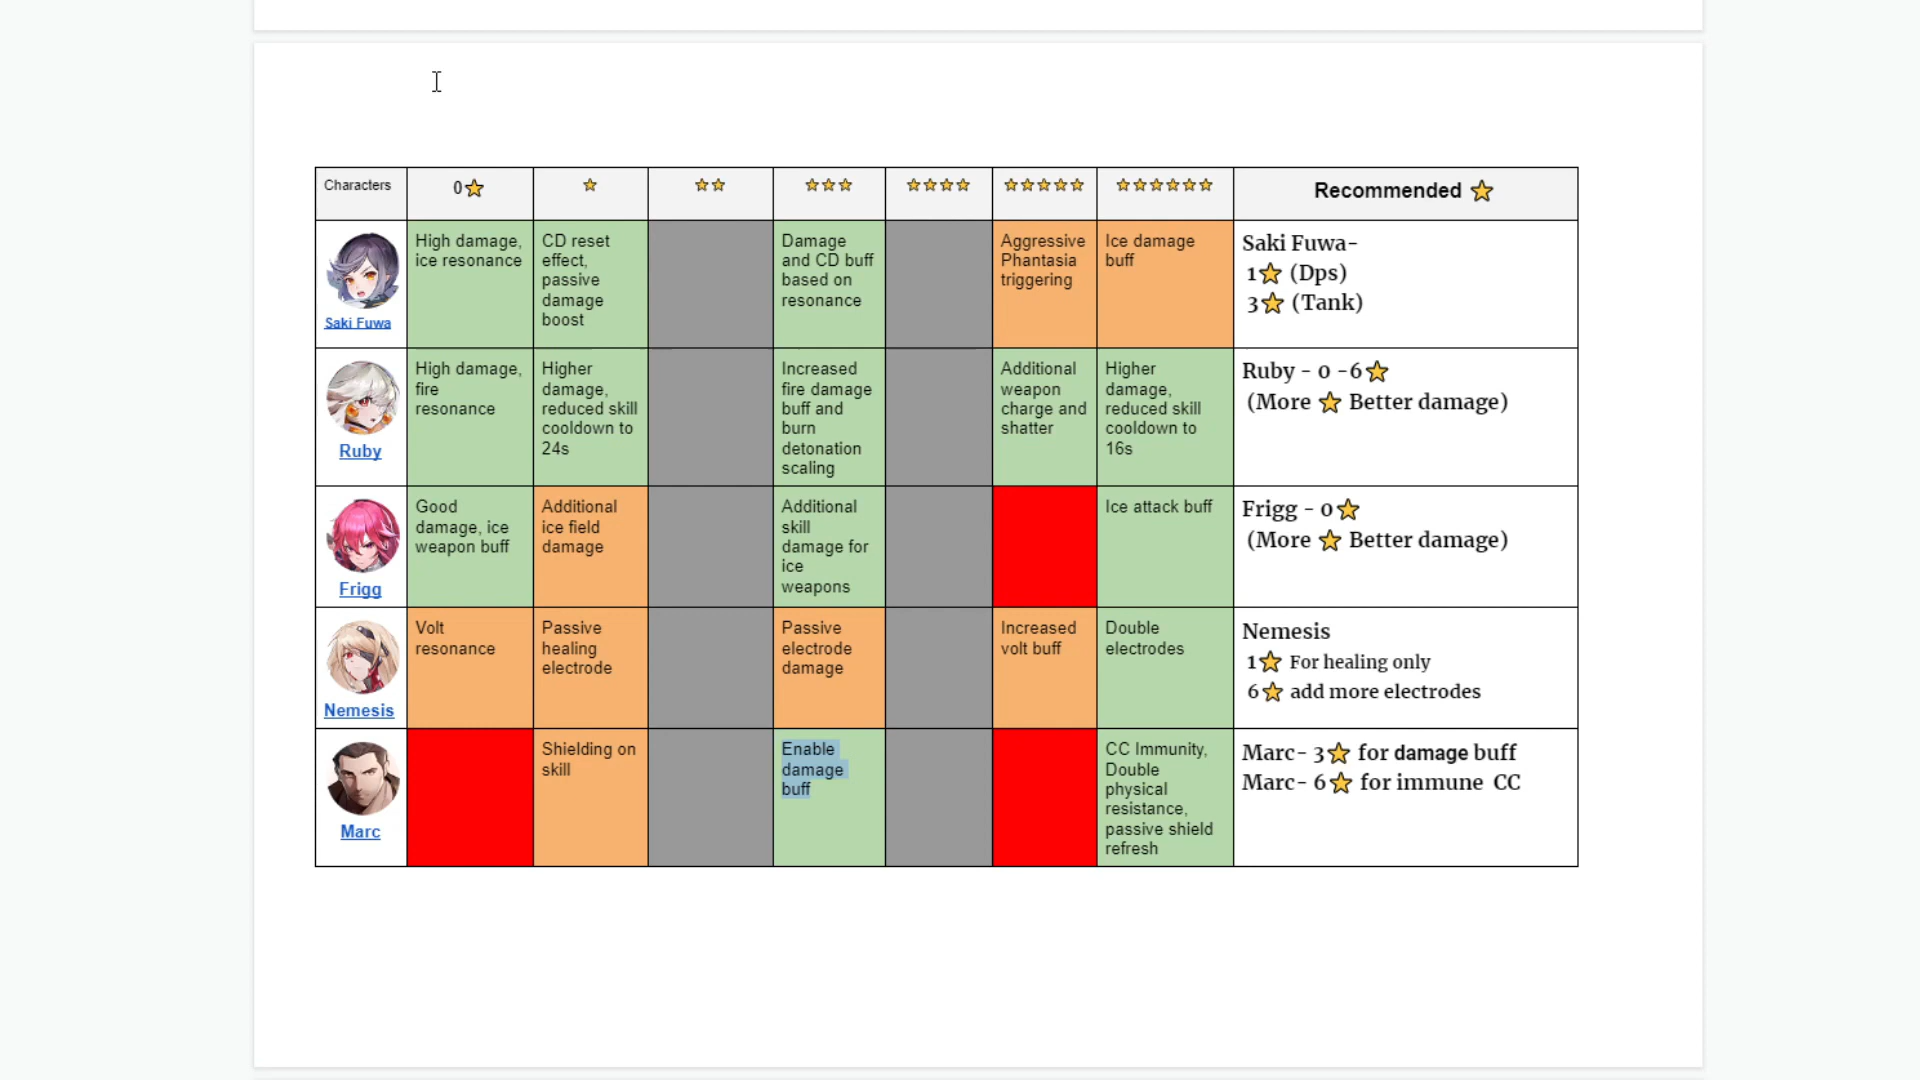 Characters
0⭐
⭐
⭐⭐
⭐⭐⭐
⭐⭐⭐⭐
⭐⭐⭐⭐⭐
⭐⭐⭐⭐⭐⭐
Recommended ⭐
Saki Fuwa
High damage,
ice resonance
CD reset
effect,
passive
damage
boost
Damage
and CD buff
based on
resonance
Aggressive
Phantasia
triggering
Ice damage
buff
Saki Fuwa-
1⭐ (Dps)
3⭐ (Tank)
Ruby
High damage,
fire
resonance
Higher
damage,
reduced skill
cooldown to
24s
Increased
fire damage
buff and
burn
detonation
scaling
Additional
weapon
charge and
shatter
Higher
damage,
reduced skill
cooldown to
16s
Ruby - 0 -6⭐
(More ⭐ Better damage)
Frigg
Good
damage, ice
weapon buff
Additional
ice field
damage
Additional
skill
damage for
ice
weapons
Ice attack buff
Frigg - 0⭐
(More ⭐ Better damage)
Nemesis
Volt
resonance
Passive
healing
electrode
Passive
electrode
damage
Increased
volt buff
Double
electrodes
Nemesis
1⭐ For healing only
6⭐ add more electrodes
Marc
Shielding on
skill
Enable
damage
buff
CC Immunity,
Double
physical
resistance,
passive shield
refresh
Marc- 3⭐ for damage buff
Marc- 6⭐ for immune CC